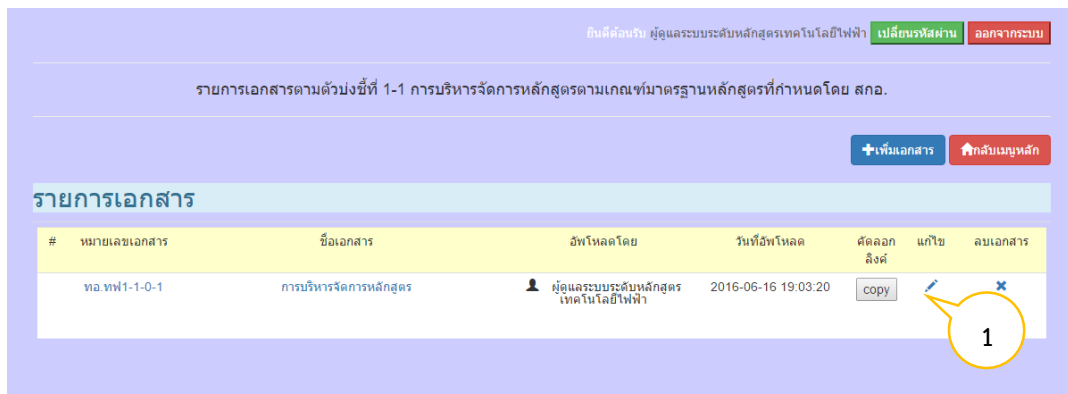 ยินดีต้อนรับ ผู้ดูแลระบบระดับหลักสูตรเทคโนโลยีไฟฟ้า เปลี่ยนรหัสผ่าน ออกจากระบบ
รายการเอกสารตามตัวบ่งชี้ที่ 1-1 การบริหารจัดการหลักสูตรตามเกณฑ์มาตรฐานหลักสูตรที่กำหนดโดย สกอ.
เพิ่มเอกสาร กลับเมนูหลัก
รายการเอกสาร
# หมายเลขเอกสาร ชื่อเอกสาร อัพโหลดโดย วันที่อัพโหลด คัดลอก แก้ไข ลบเอกสาร
ลิงค์
ทอ.ทฟ1-1-0-1 การบริหารจัดการหลักสูตร ผู้ดูแลระบบระดับหลักสูตร 2016-06-16 19:03:20 copy
เทคโนโลยีไฟฟ้า
1